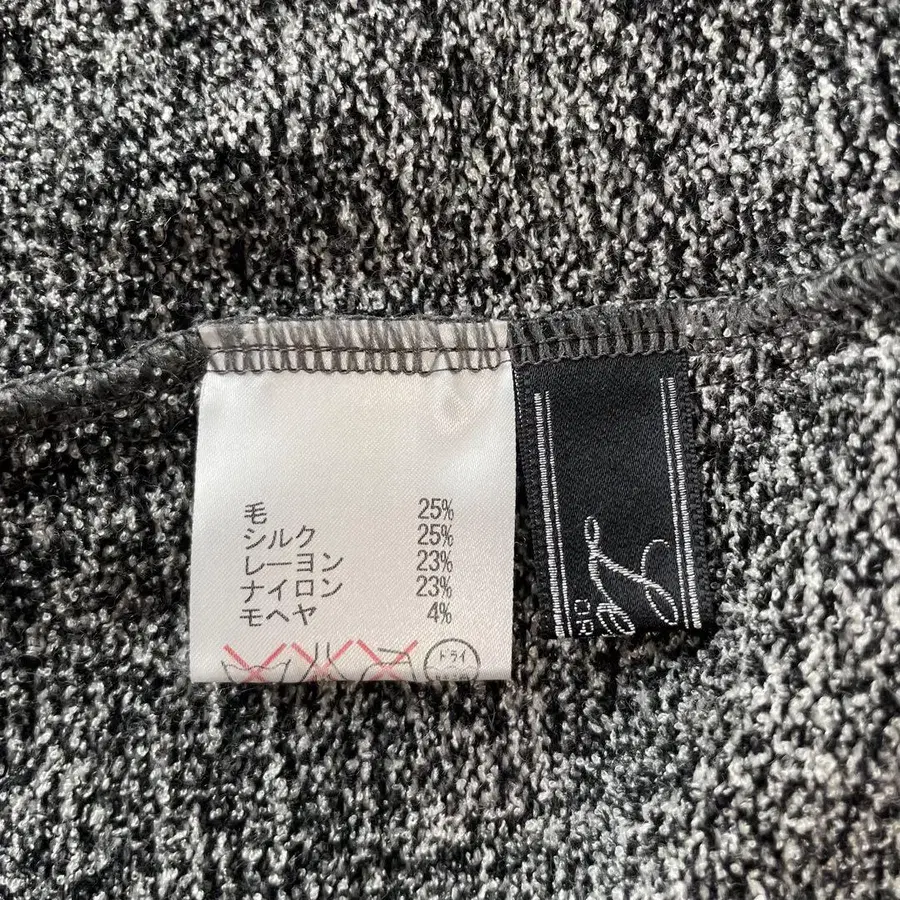 毛 25%
シルク 25%
レーヨン 23%
ナイロン 23%
モヘヤ 4%
ドライ